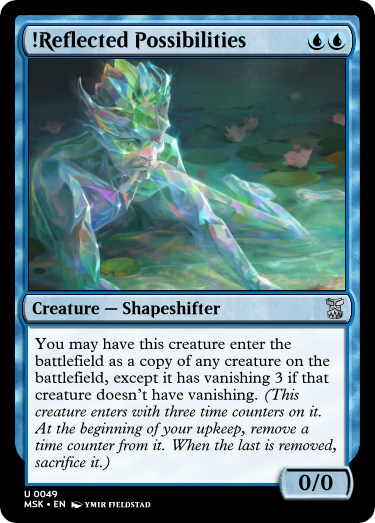 !Reflected Possibilities
Creature — Shapeshifter
You may have this creature enter the
battlefield as a copy of any creature on the
battlefield, except it has vanishing 3 if that
creature doesn't have vanishing. (This
creature enters with three time counters on it.
At the beginning of your upkeep, remove a
time counter from it. When the last is removed,
sacrifice it.)
0/0
U 0049
MSK • EN YMIR FIELDSTAD